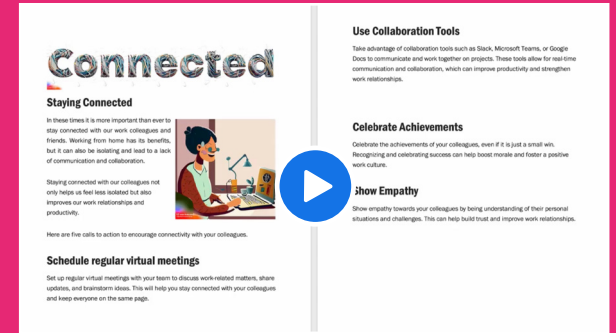 Connected
Staying Connected
In these times it is more important than ever to
stay connected with our work colleagues and
friends. Working from home has its benefits,
but it can also be isolating and lead to a lack
of communication and collaboration.
Staying connected with our colleagues not
only helps us feel less isolated but also
improves our work relationships and
productivity.
Here are five calls to action to encourage connectivity with your colleagues.
Schedule regular virtual meetings
Set up regular virtual meetings with your team to discuss work-related matters, share
updates, and brainstorm ideas. This will help you stay connected with your colleagues
and keep everyone on the same page.
Use Collaboration Tools
Take advantage of collaboration tools such as Slack, Microsoft Teams, or Google
Docs to communicate and work together on projects. These tools allow for real-time
communication and collaboration, which can improve productivity and strengthen
work relationships.
Celebrate Achievements
Celebrate the achievements of your colleagues, even if it is just a small win.
Recognizing and celebrating success can help boost morale and foster a positive
work culture.
Show Empathy
Show empathy towards your colleagues by being understanding of their personal
situations and challenges. This can help build trust and improve work relationships.